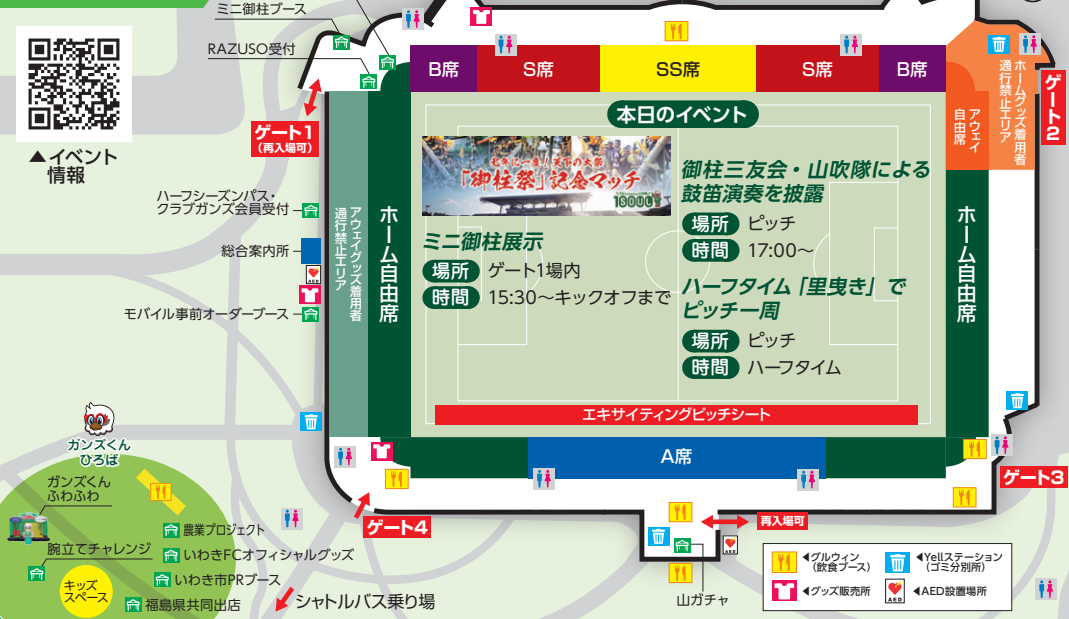 ミニ御柱ブース
RAZUSO受付
▲イベント
情報
ゲート1
(再入場可)
ハーフシーズンパス・
クラブガンズ会員受付
総合案内所
AED
モバイル事前オーダーブース
アウェイグッズ着用者
通行禁止エリア
ホーム自由席
B席
S席
SS席
S席
B席
アウェイ
自由席
ホームグッズ着用者
通行禁止エリア
ゲート2
ホーム自由席
本日のイベント
七年に一度!天下の大祭
「御柱祭」記念マッチ
ミニ御柱展示
場所 ゲート1場内
時間 15:30〜キックオフまで
御柱三友会・山吹隊による
鼓笛演奏を披露
場所 ピッチ
時間 17:00〜
ハーフタイム「里曳き」で
ピッチ一周
場所 ピッチ
時間 ハーフタイム
エキサイティングピッチシート
A席
ゲート3
ゲート4
再入場可
AED
山ガチャ
ガンズくん
ひろば
ガンズくん
ふわふわ
腕立てチャレンジ
キッズ
スペース
農業プロジェクト
いわきFCオフィシャルグッズ
いわき市PRブース
福島県共同出店
シャトルバス乗り場
◀グルウィン
(飲食ブース)
◀Yellステーション
(ゴミ分別所)
◀グッズ販売所
AED
◀AED設置場所